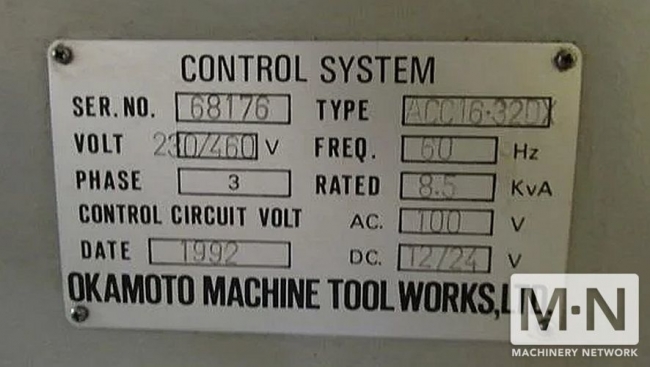 CONTROL SYSTEM
SER. NO. 68176 TYPE ACC16·32DX
VOLT 230/460 V FREQ. 60 Hz
PHASE 3 RATED 8.5 KVA
CONTROL CIRCUIT VOLT AC. 100 V
DATE 1992 DC. 12/24 V
OKAMOTO MACHINE TOOL WORKS, LTD.
M·N
MACHINERY NETWORK